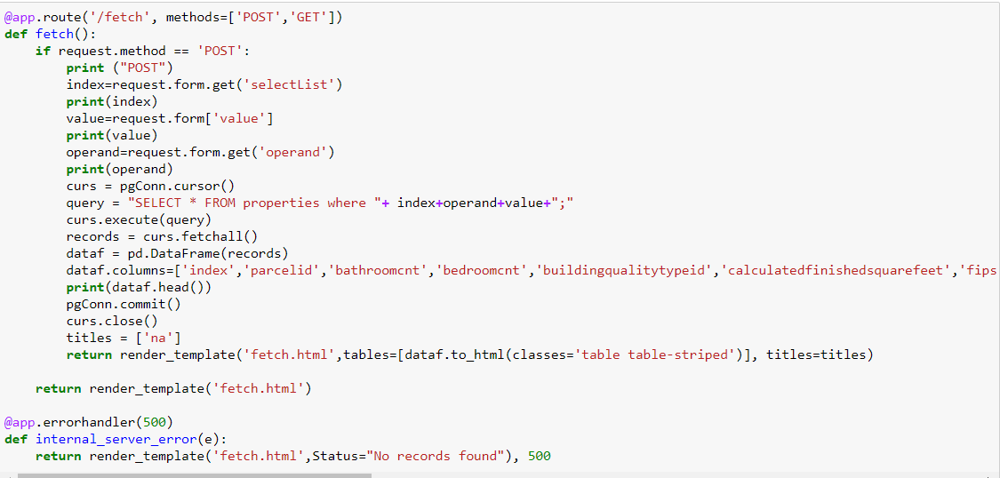 @app.route('/fetch', methods=['POST','GET'])
def fetch():
    if request.method == 'POST':
        print ("POST")
        index=request.form.get('selectList')
        print(index)
        value=request.form['value']
        print(value)
        operand=request.form.get('operand')
        print(operand)
        curs = pgConn.cursor()
        query = "SELECT * FROM properties where "+ index+operand+value+";"
        curs.execute(query)
        records = curs.fetchall()
        dataf = pd.DataFrame(records)
        dataf.columns=['index','parcelid','bathroomcnt','bedroomcnt','buildingqualitytypeid','calculatedfinishedsquarefeet','fips
        print(dataf.head())
        pgConn.commit()
        curs.close()
        titles = ['na']
        return render_template('fetch.html',tables=[dataf.to_html(classes='table table-striped')], titles=titles)
    return render_template('fetch.html')
@app.errorhandler(500)
def internal_server_error(e):
    return render_template('fetch.html',Status="No records found"), 500